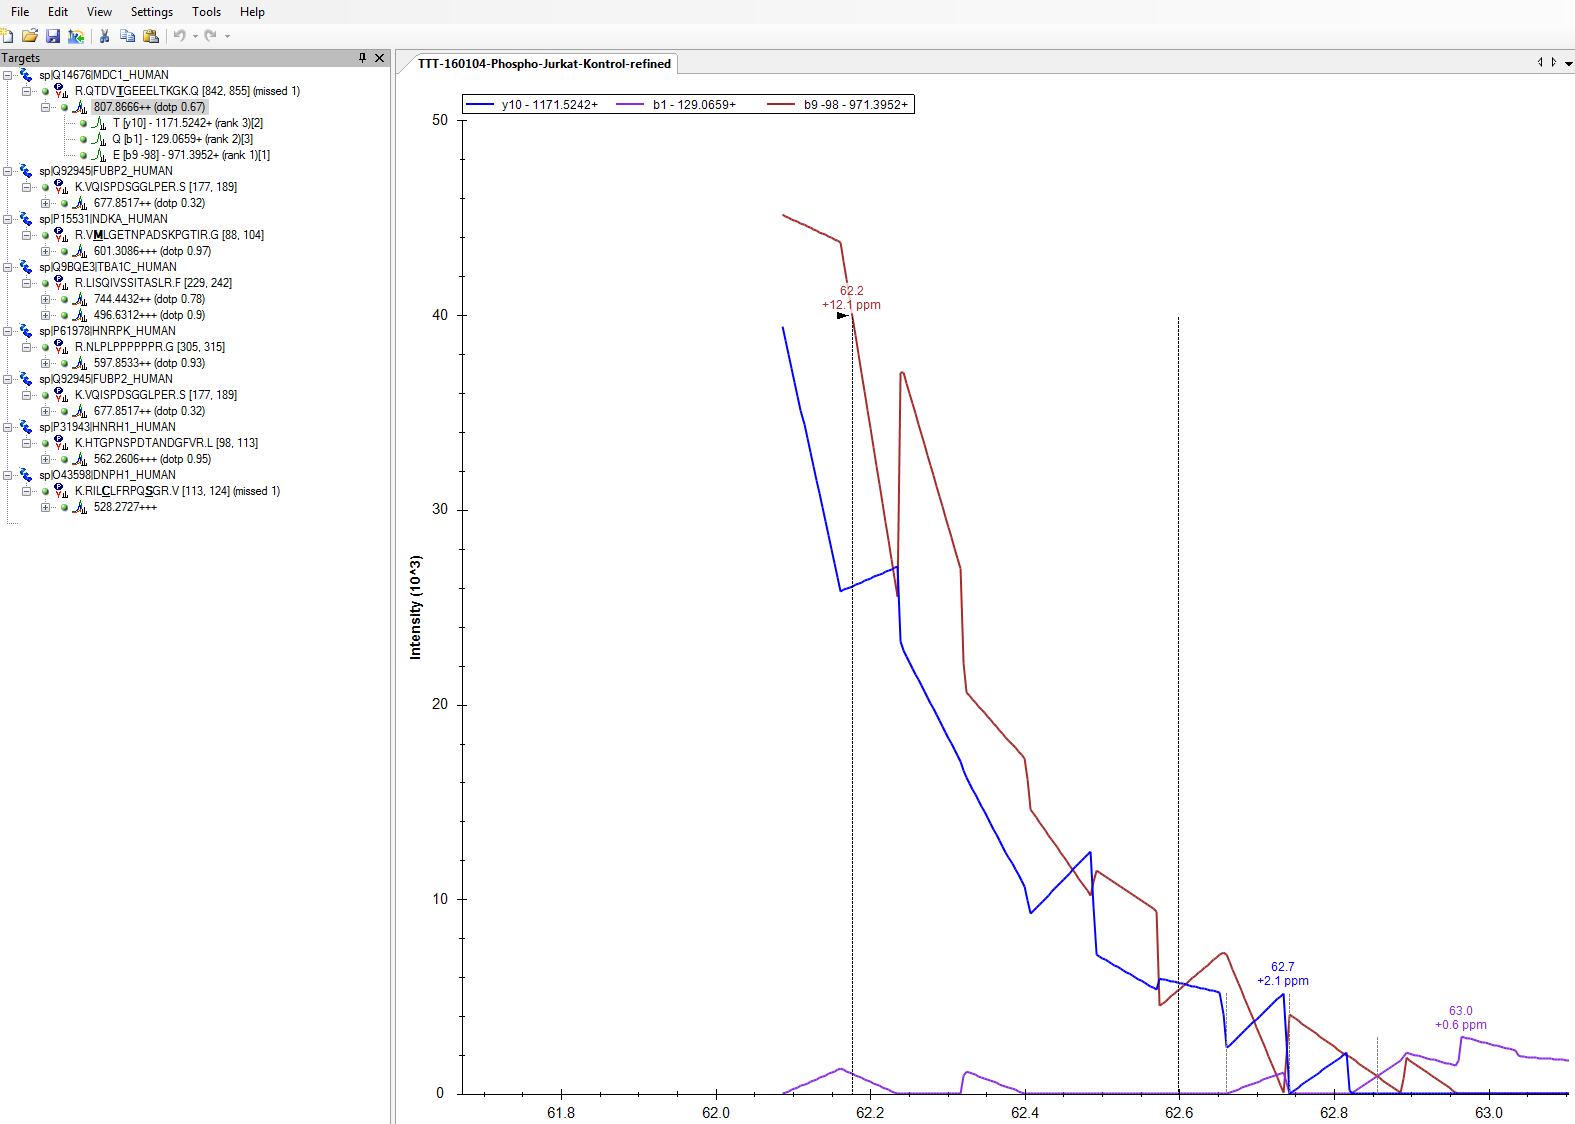 File Edit View Settings Tools Help
Targets
sp|Q14676|MDC1_HUMAN
R.QTDVTGEEELTKGK.Q [842, 855] (missed 1)
807.8666++ (dotp 0.67)
T [y10] - 1171.5242+ (rank 3)[2]
Q [b1] - 129.0659+ (rank 2)[3]
E [b9 -98] - 971.3952+ (rank 1)[1]
sp|Q92945|FUBP2_HUMAN
K.VQISPDSGGLPER.S [177, 189]
677.8517++ (dotp 0.32)
sp|P15531|NDKA_HUMAN
R.VMLGETNPADSKPGTIR.G [88, 104]
601.3086+++ (dotp 0.97)
sp|Q9BQE3|TBA1C_HUMAN
R.LISQIVSSITASLR.F [229, 242]
744.4432++ (dotp 0.78)
496.6312+++ (dotp 0.9)
sp|P61978|HNRPK_HUMAN
R.NLPLPPPPPPR.G [305, 315]
597.8533++ (dotp 0.93)
sp|Q92945|FUBP2_HUMAN
K.VQISPDSGGLPER.S [177, 189]
677.8517++ (dotp 0.32)
sp|P31943|HNRH1_HUMAN
K.HTGPNSPDTANDGFVR.L [98, 113]
562.2606+++ (dotp 0.95)
sp|O43598|DNPH1_HUMAN
K.RILCLFRPQSGR.V [113, 124] (missed 1)
528.2727+++
TTT-160104-Phospho-Jurkat-Kontrol-refined
y10 - 1171.5242+ b1 - 129.0659+ b9 -98 - 971.3952+
50
40
30
20
10
0
Intensity (10^3)
62.2
+12.1 ppm
62.7
+2.1 ppm
63.0
+0.6 ppm
61.8 62.0 62.2 62.4 62.6 62.8 63.0